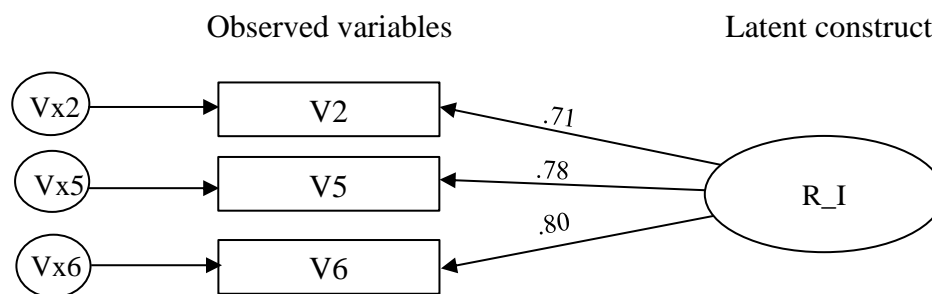 Observed variables
Latent construct
Vx2
V2
.71
Vx5
V5
.78
R_I
Vx6
V6
.80